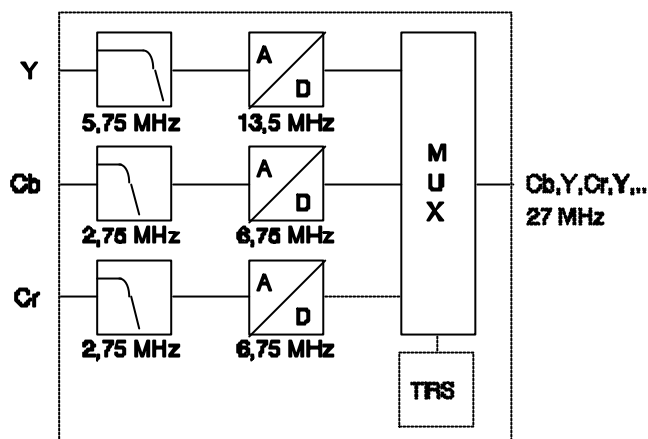 Y
A
D
5,75 MHz
13,5 MHz
Cb
A
D
M
U
X
Cb,Y,Cr,Y,..
27 MHz
2,75 MHz
6,75 MHz
Cr
A
D
2,75 MHz
6,75 MHz
TRS